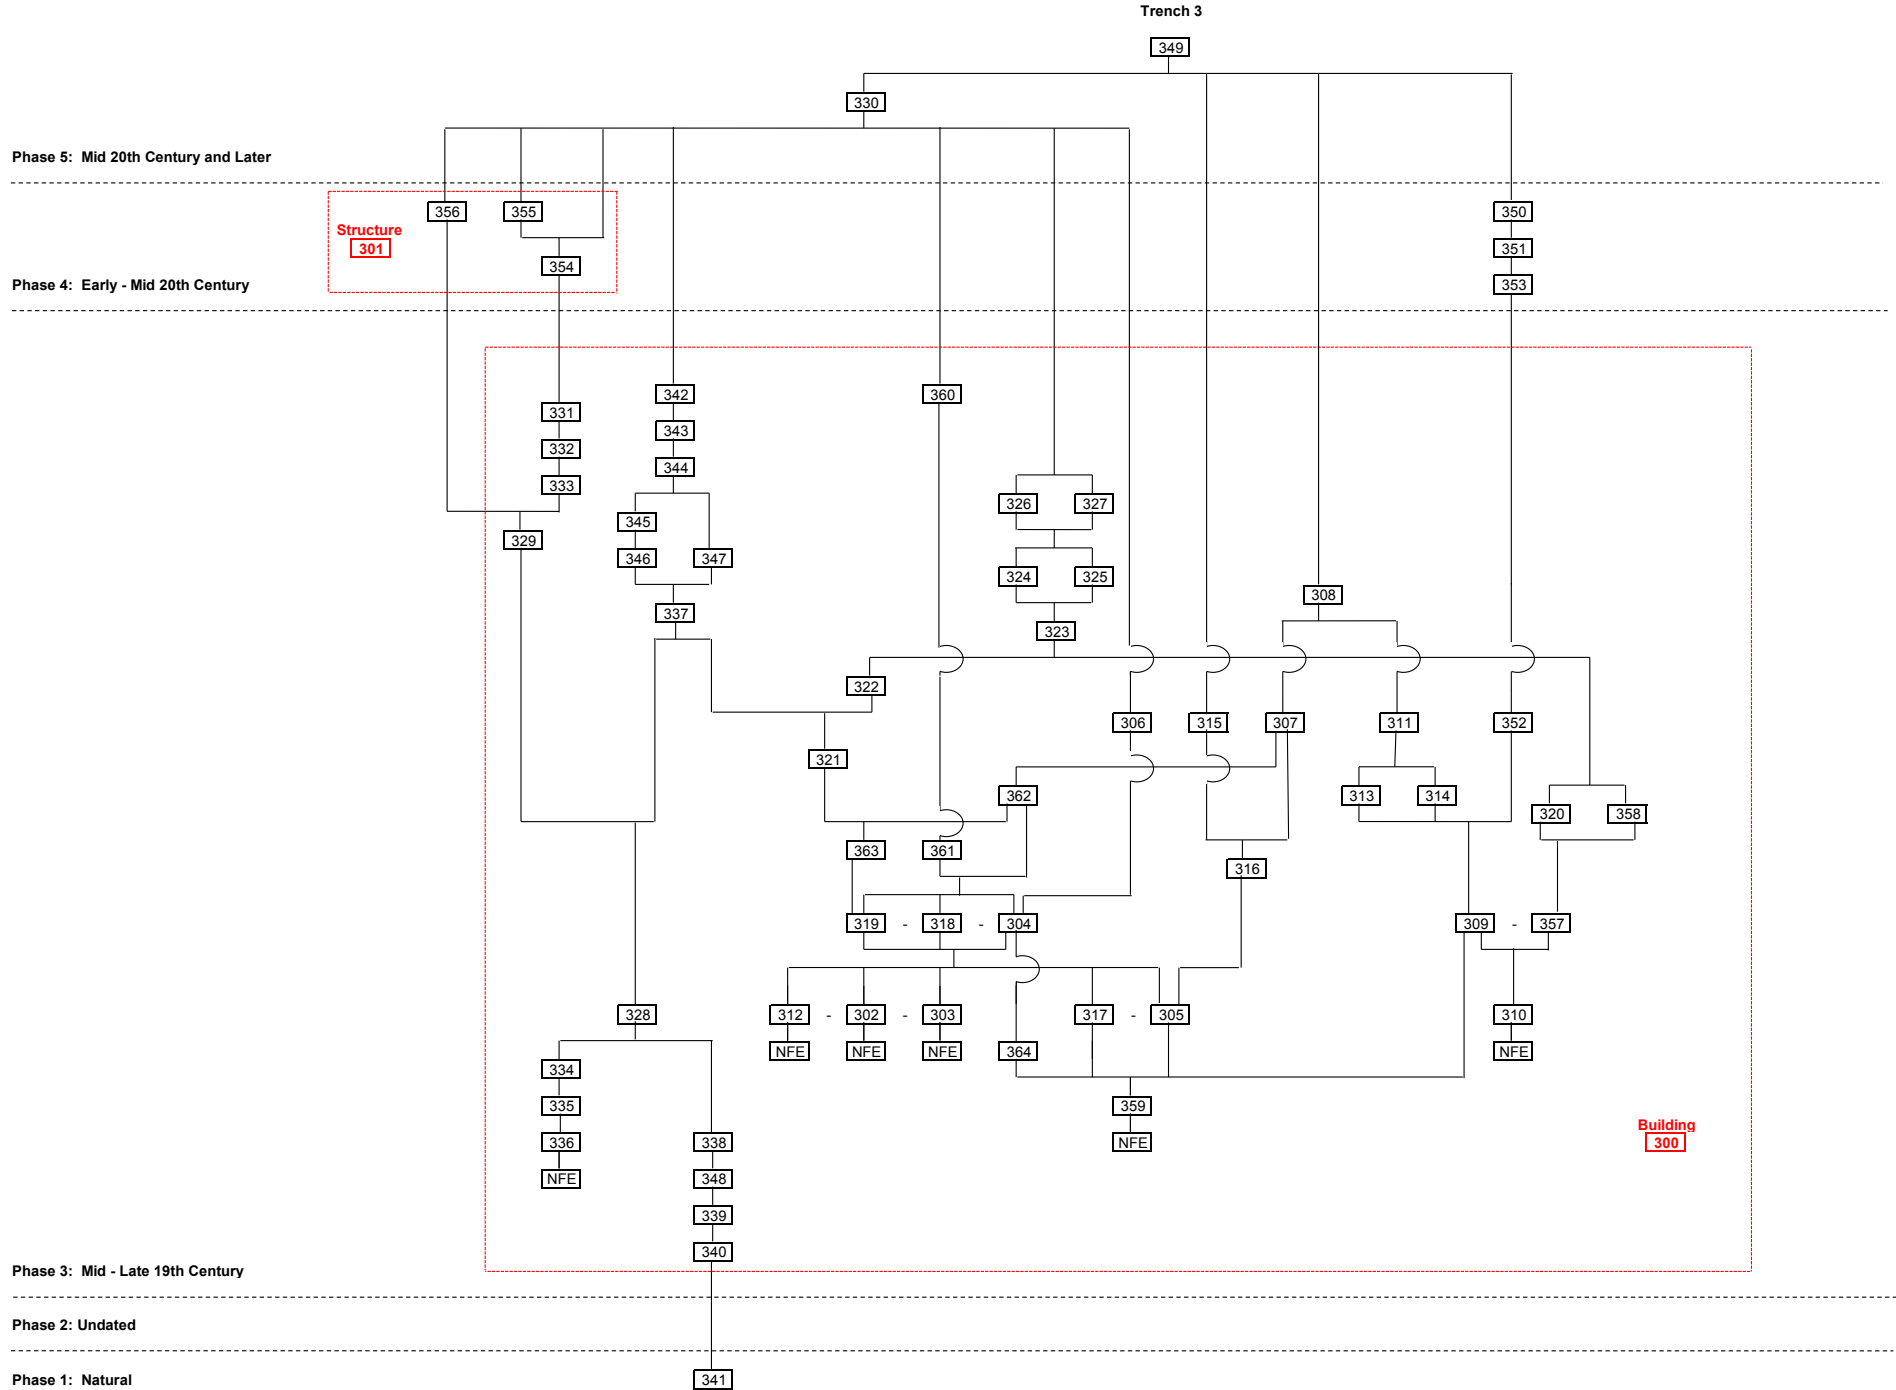 Trench 3
349
330
Phase 5: Mid 20th Century and Later
356 355 350
Structure
301 351
354
Phase 4: Early - Mid 20th Century 353
342 360
331
343
332
344
333 326 327
345
329
346 347 324 325
308
337
323
322
306 315 307 311 352
321
362 313 314
320 358
363 361
316
319 - 318 - 304 309 - 357
328 312 - 302 - 303 317 - 305 310
NFE NFE NFE 364 NFE
334
335 359
Building
336 338 NFE 300
NFE 348
339
340
Phase 3: Mid - Late 19th Century
Phase 2: Undated
Phase 1: Natural 341